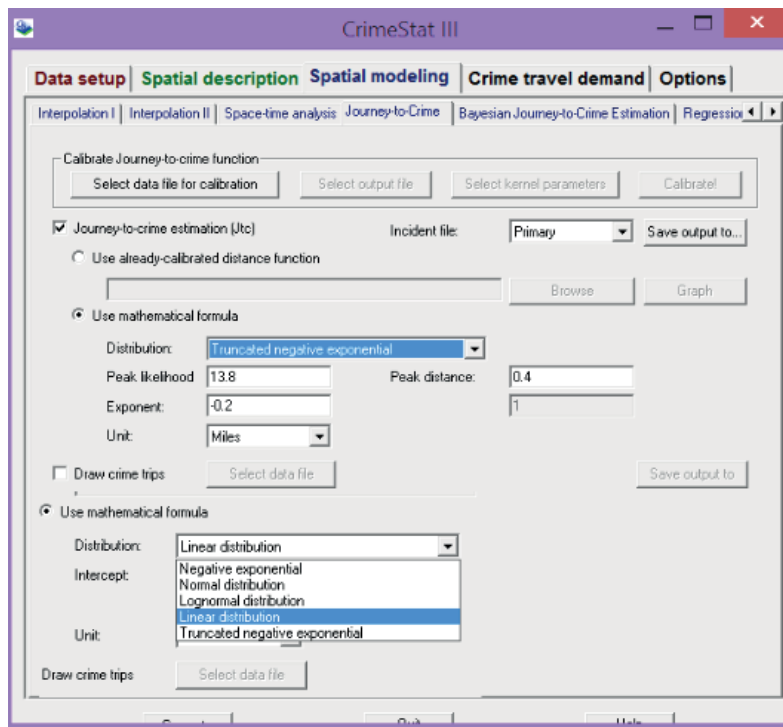 CrimeStat III
Data setup Spatial description Spatial modeling Crime travel demand Options
Interpolation I Interpolation II Space-time analysis Journey-to-Crime Bayesian Journey-to-Crime Estimation Regressio
Calibrate Journey-to-crime function
Select data file for calibration Select output file Select kernel parameters Calibrate!
Journey-to-crime estimation (Jtc) Incident file: Primary Save output to...
Use already-calibrated distance function
Browse Graph
Use mathematical formula
Distribution: Truncated negative exponential
Peak likelihood 13.8 Peak distance: 0.4
Exponent: -0.2 1
Unit: Miles
Draw crime trips Select data file Save output to
Use mathematical formula
Distribution: Linear distribution
Negative exponential
Intercept: Normal distribution
Lognormal distribution
Linear distribution
Unit: Truncated negative exponential
Draw crime trips Select data file
Quit Help